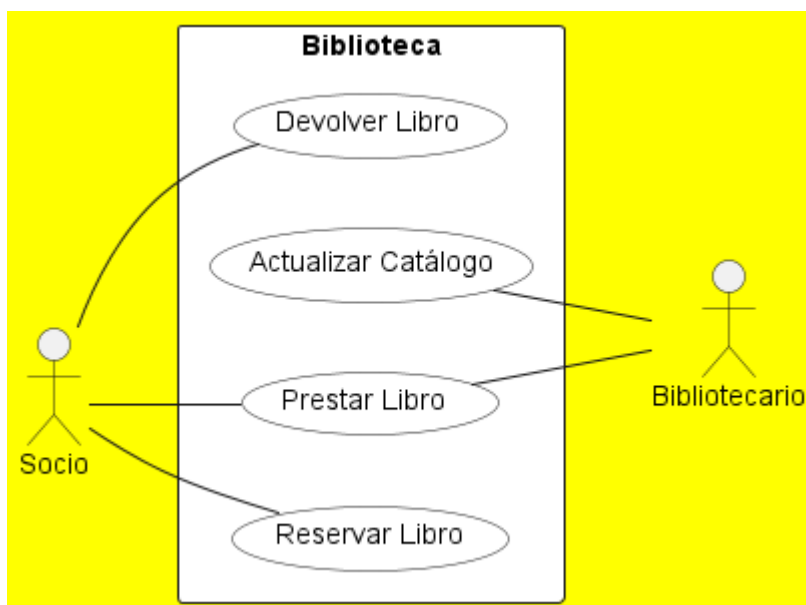 Biblioteca
Devolver Libro
Actualizar Catálogo
Prestar Libro
Bibliotecario
Socio
Reservar Libro